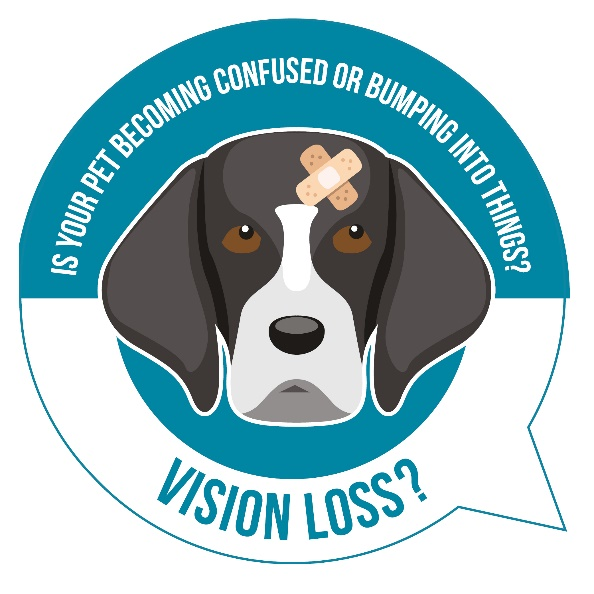 IS YOUR PET BECOMING CONFUSED OR BUMPING INTO THINGS?
VISION LOSS?